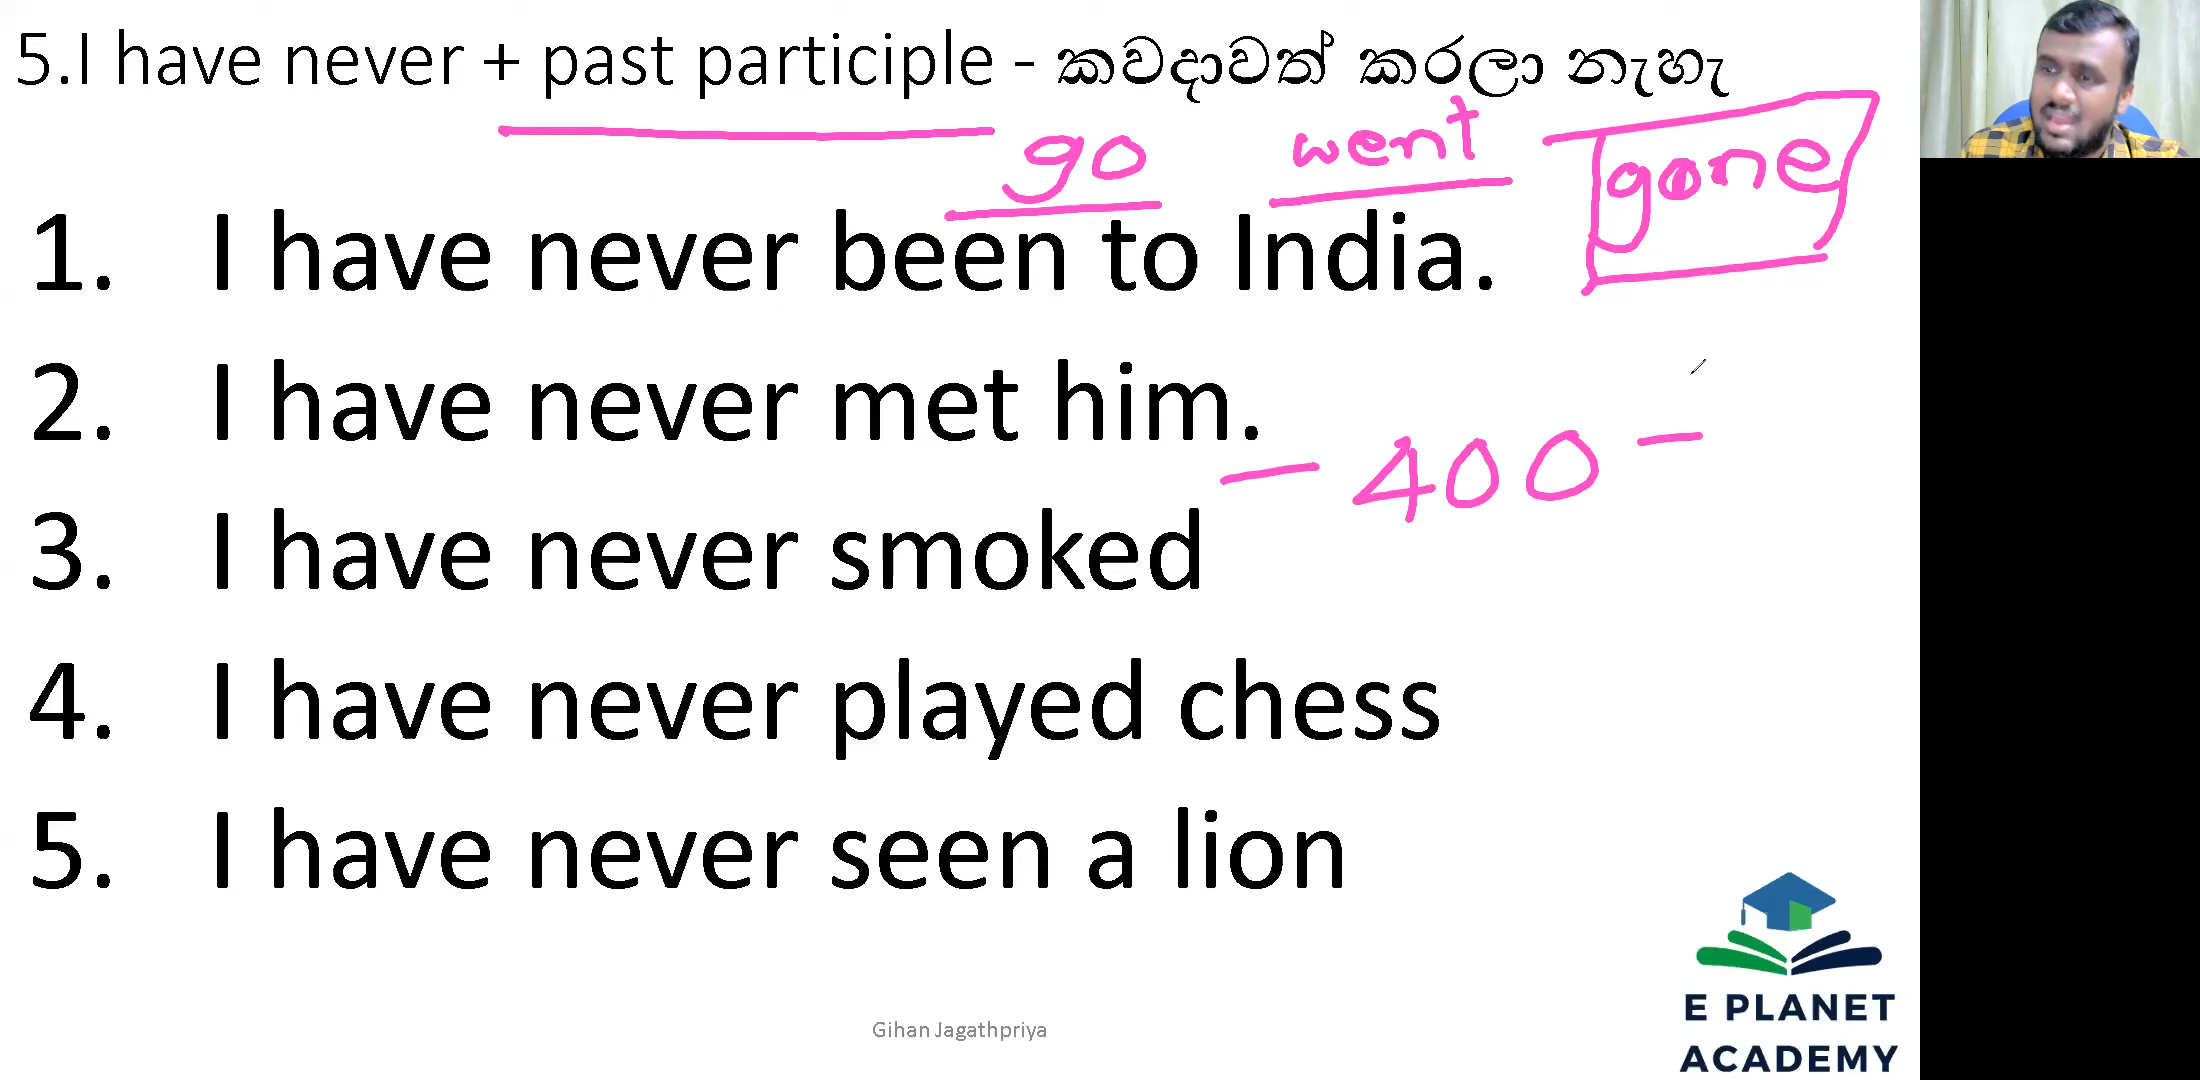 5.I have never + past participle - කවදාවත් කරලා නැහැ
go went gone
1. I have never been to India.
2. I have never met him.
- 400 -
3. I have never smoked
4. I have never played chess
5. I have never seen a lion
E PLANET
ACADEMY
Gihan Jagathpriya